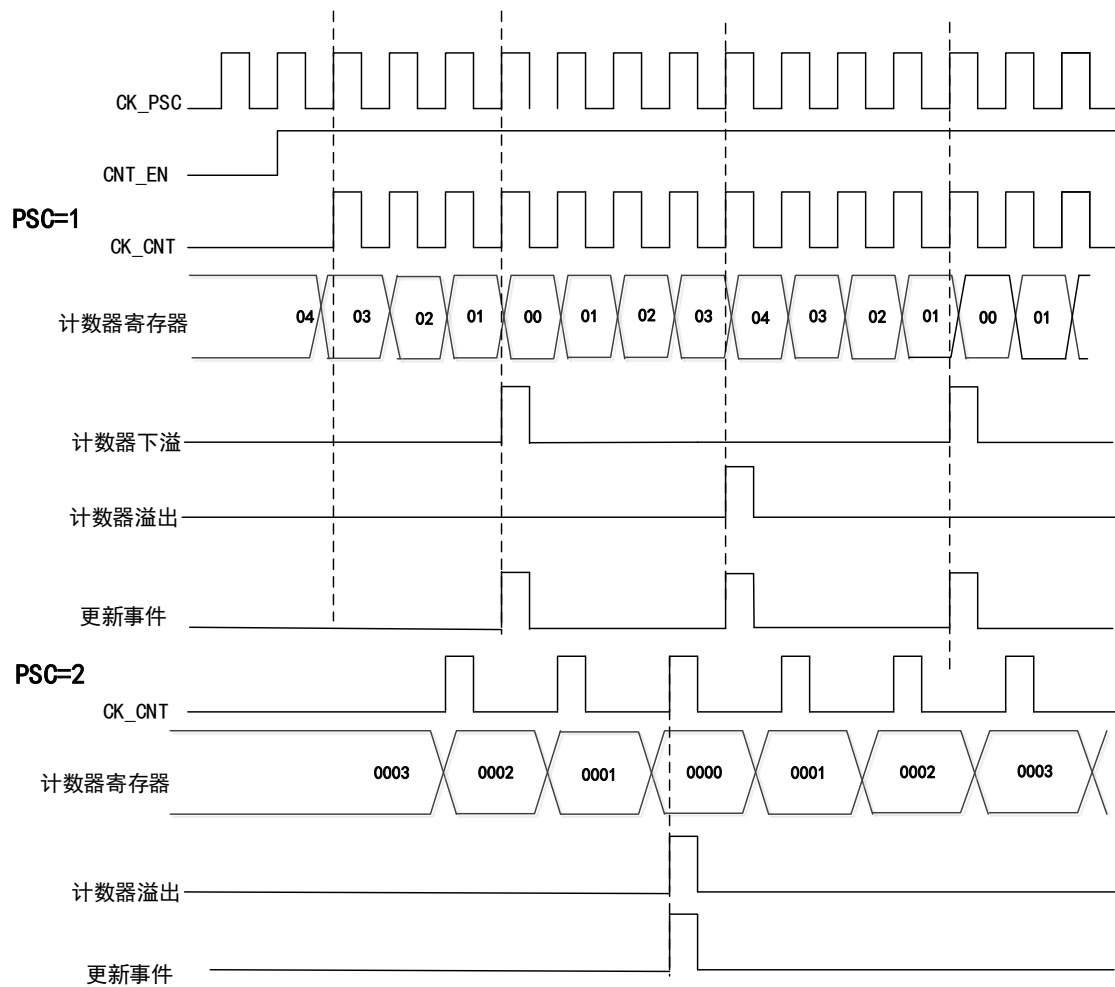 CK_PSC
CNT_EN
PSC=1
CK_CNT
计数器寄存器 04 03 02 01 00 01 02 03 04 03 02 01 00 01
计数器下溢
计数器溢出
更新事件
PSC=2
CK_CNT
计数器寄存器 0003 0002 0001 0000 0001 0002 0003
计数器溢出
更新事件